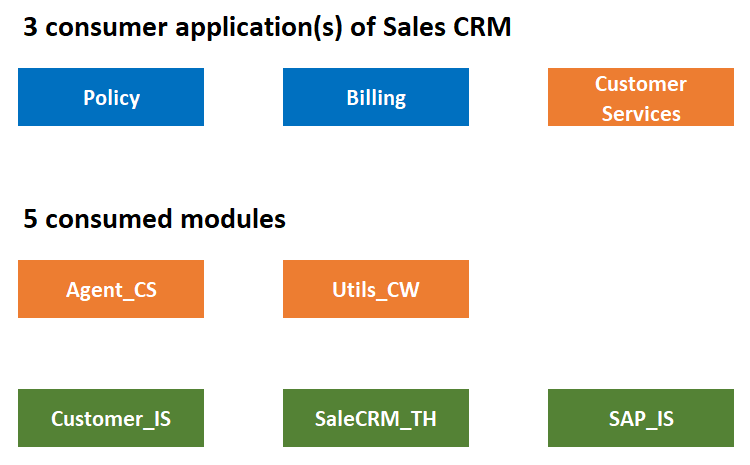 3 consumer application(s) of Sales CRM
Policy
Billing
Customer
Services
5 consumed modules
Agent_CS
Utils_CW
Customer_IS
SaleCRM_TH
SAP_IS